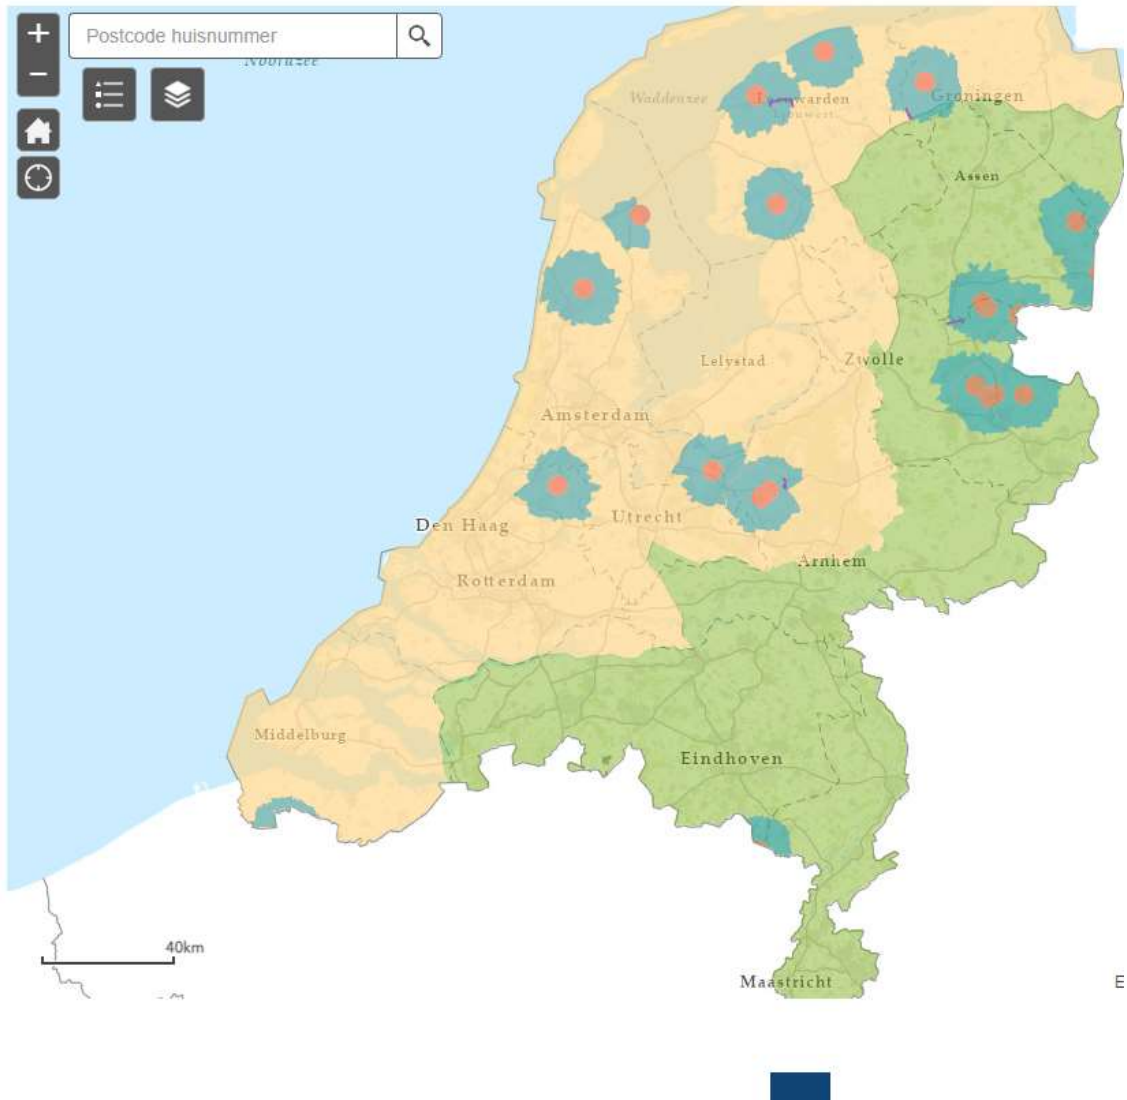 +
Postcode huisnummer
−
Noordzee
Waddenzee
Leeuwarden
Ljouwert
Groningen
Assen
Lelystad
Zwolle
Amsterdam
Utrecht
Den Haag
Arnhem
Rotterdam
Middelburg
Eindhoven
40km
Maastricht
E